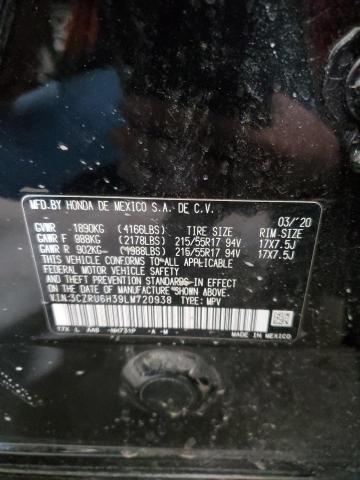 MFD.BY HONDA DE MEXICO S.A. DE C.V.
03/'20
GVWR 1890KG (4166LBS) TIRE SIZE RIM SIZE
GAWR F 988KG (2178LBS) 215/55R17 94V 17X7.5J
GAWR R 902KG (1988LBS) 215/55R17 94V 17X7.5J
THIS VEHICLE CONFORMS TO ALL APPLICABLE
FEDERAL MOTOR VEHICLE SAFETY AND
THEFT PREVENTION STANDARDS IN EFFECT
ON THE DATE OF MANUFACTURE SHOWN ABOVE.
V.I.N:3CZRU6H39LM720938 TYPE: MPV
T7X L AA5 NH731P A-M
MADE IN MEXICO